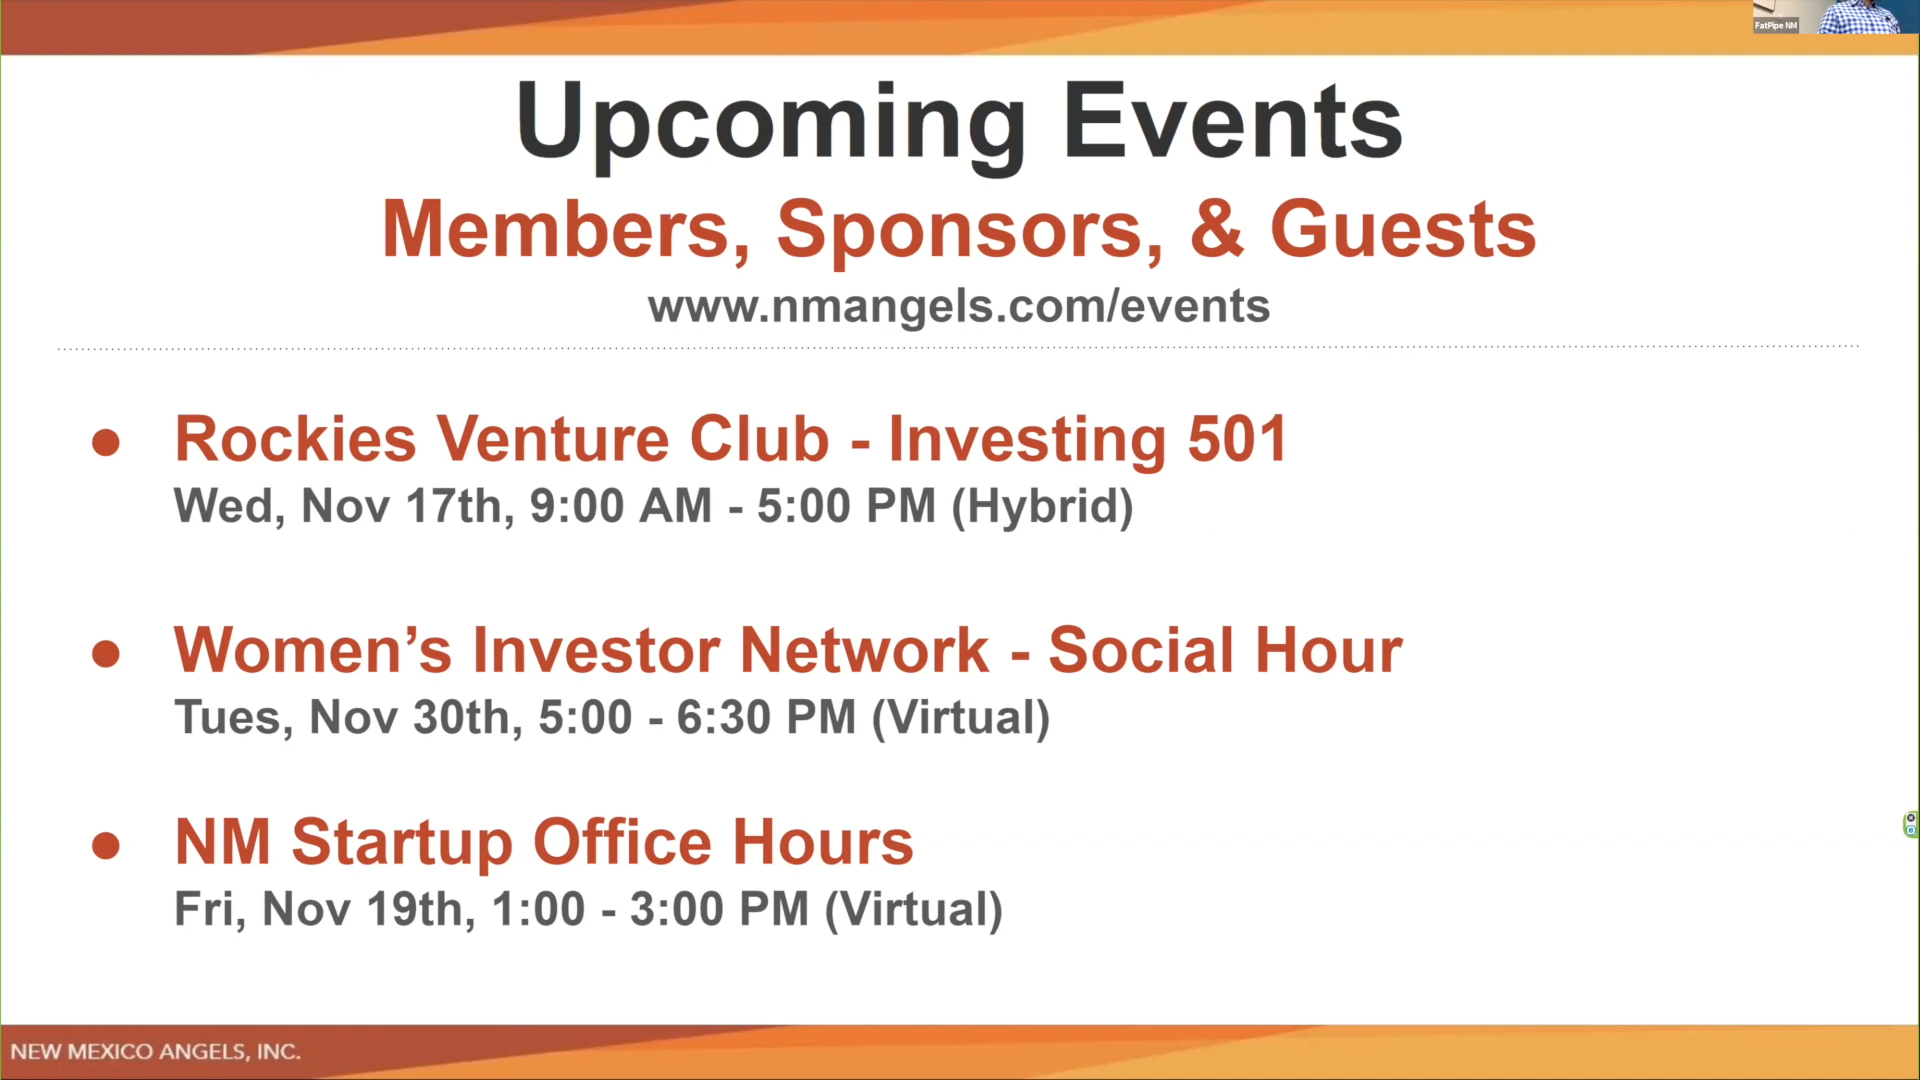 FatPipe NM
Upcoming Events
Members, Sponsors, & Guests
www.nmangels.com/events
● Rockies Venture Club - Investing 501
Wed, Nov 17th, 9:00 AM - 5:00 PM (Hybrid)
● Women’s Investor Network - Social Hour
Tues, Nov 30th, 5:00 - 6:30 PM (Virtual)
● NM Startup Office Hours
Fri, Nov 19th, 1:00 - 3:00 PM (Virtual)
NEW MEXICO ANGELS, INC.